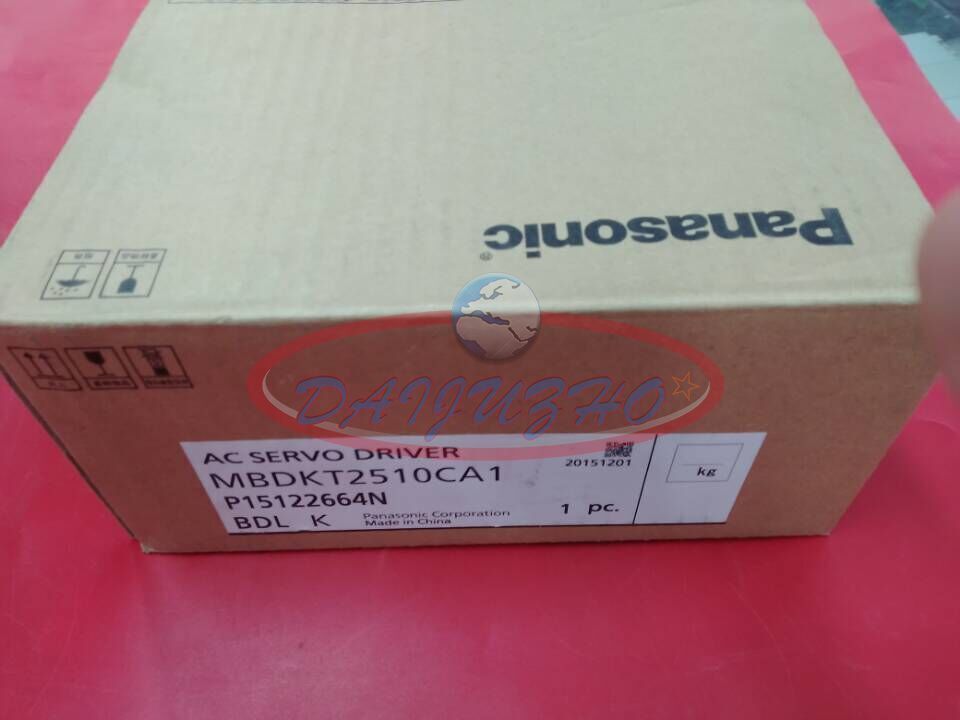 Panasonic®
DAIJUZHO
AC SERVO DRIVER
MBDKT2510CA1
20151201
P15122664N
1 pc.
kg
BDL K
Panasonic Corporation
Made in China